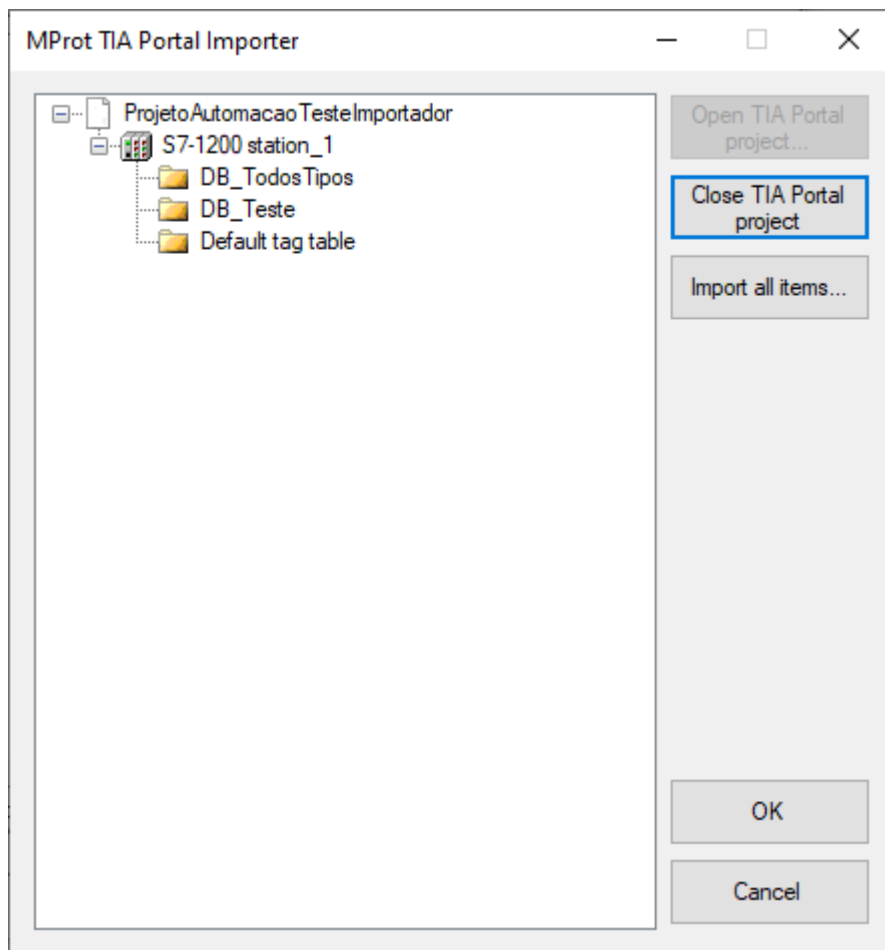 MProt TIA Portal Importer
ProjetoAutomacaoTesteImportador
S7-1200 station_1
DB_TodosTipos
DB_Teste
Default tag table
Open TIA Portal
project...
Close TIA Portal
project
Import all items...
OK
Cancel